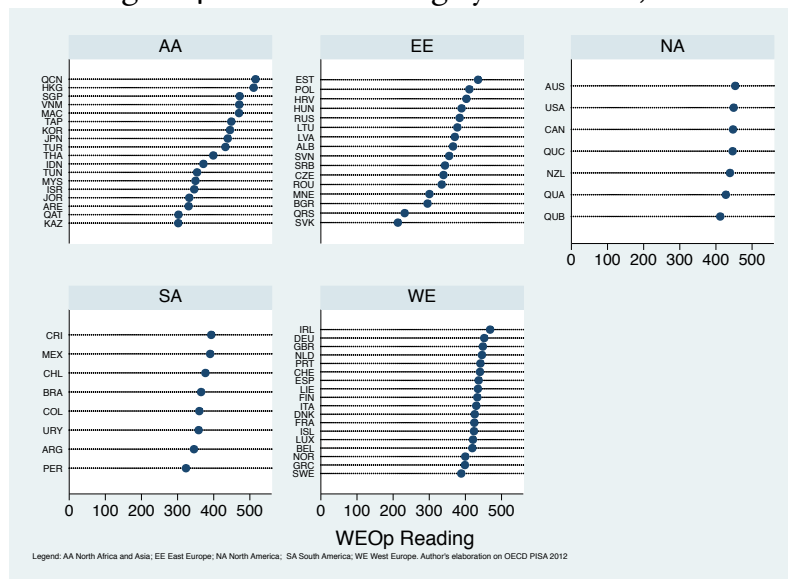 AA
QCN
HKG
SGP
VNM
MAC
TAP
KOR
JPN
TUR
THA
IDN
TUN
MYS
ISR
JOR
ARE
QAT
KAZ
EE
EST
POL
HRV
HUN
RUS
LTU
LVA
ALB
SVN
SRB
CZE
ROU
MNE
BGR
QRS
SVK
NA
AUS
USA
CAN
QUC
NZL
QUA
QUB
0 100 200 300 400 500
SA
CRI
MEX
CHL
BRA
COL
URY
ARG
PER
0 100 200 300 400 500
WE
IRL
DEU
GBR
NLD
PRT
CHE
ESP
LIE
FIN
ITA
DNK
FRA
ISL
LUX
BEL
NOR
GRC
SWE
0 100 200 300 400 500
WEOp Reading
Legend: AA North Africa and Asia; EE East Europe; NA North America; SA South America; WE West Europe. Author's elaboration on OECD PISA 2012